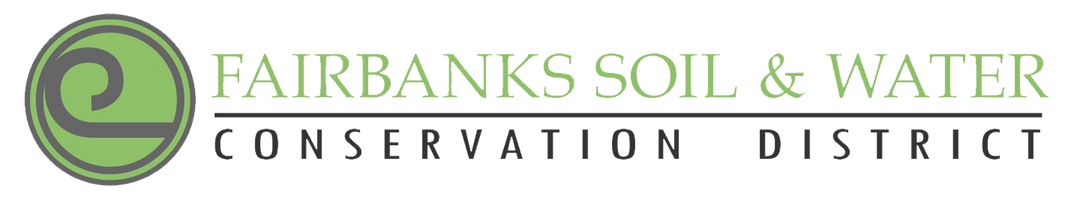 FAIRBANKS SOIL & WATER
CONSERVATION DISTRICT